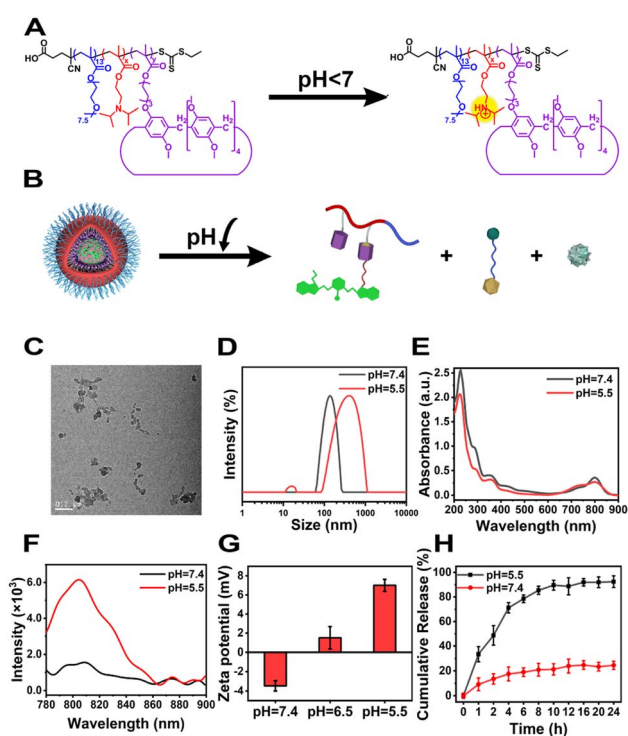 A
HO
O
CN
13
x
y
S
S
S
O
O
O
O
O
O
7.5
O
N
5
O
O
O
H2
C
C
H2
O
4
pH<7
HO
O
CN
13
x
y
S
S
S
O
O
O
O
O
O
7.5
O
HN
+
3
O
O
O
H2
C
C
H2
O
4
B
pH
+
+
C
D
Intensity (%)
pH=7.4
pH=5.5
1
10
100
1000
10000
Size (nm)
E
Absorbance (a.u.)
2.5
2.0
1.5
1.0
0.5
0.0
pH=7.4
pH=5.5
200 300 400 500 600 700 800 900
Wavelength (nm)
F
Intensity (×10³)
6.0
4.0
2.0
0.0
pH=7.4
pH=5.5
780 800 820 840 860 880 900
Wavelength (nm)
G
Zeta potential (mV)
8
6
4
2
0
-2
-4
pH=7.4 pH=6.5 pH=5.5
H
Cumulative Release (%)
90
80
70
60
50
40
30
20
10
0
pH=5.5
pH=7.4
0 1 2 4 6 8 10 12 16 20 24
Time (h)